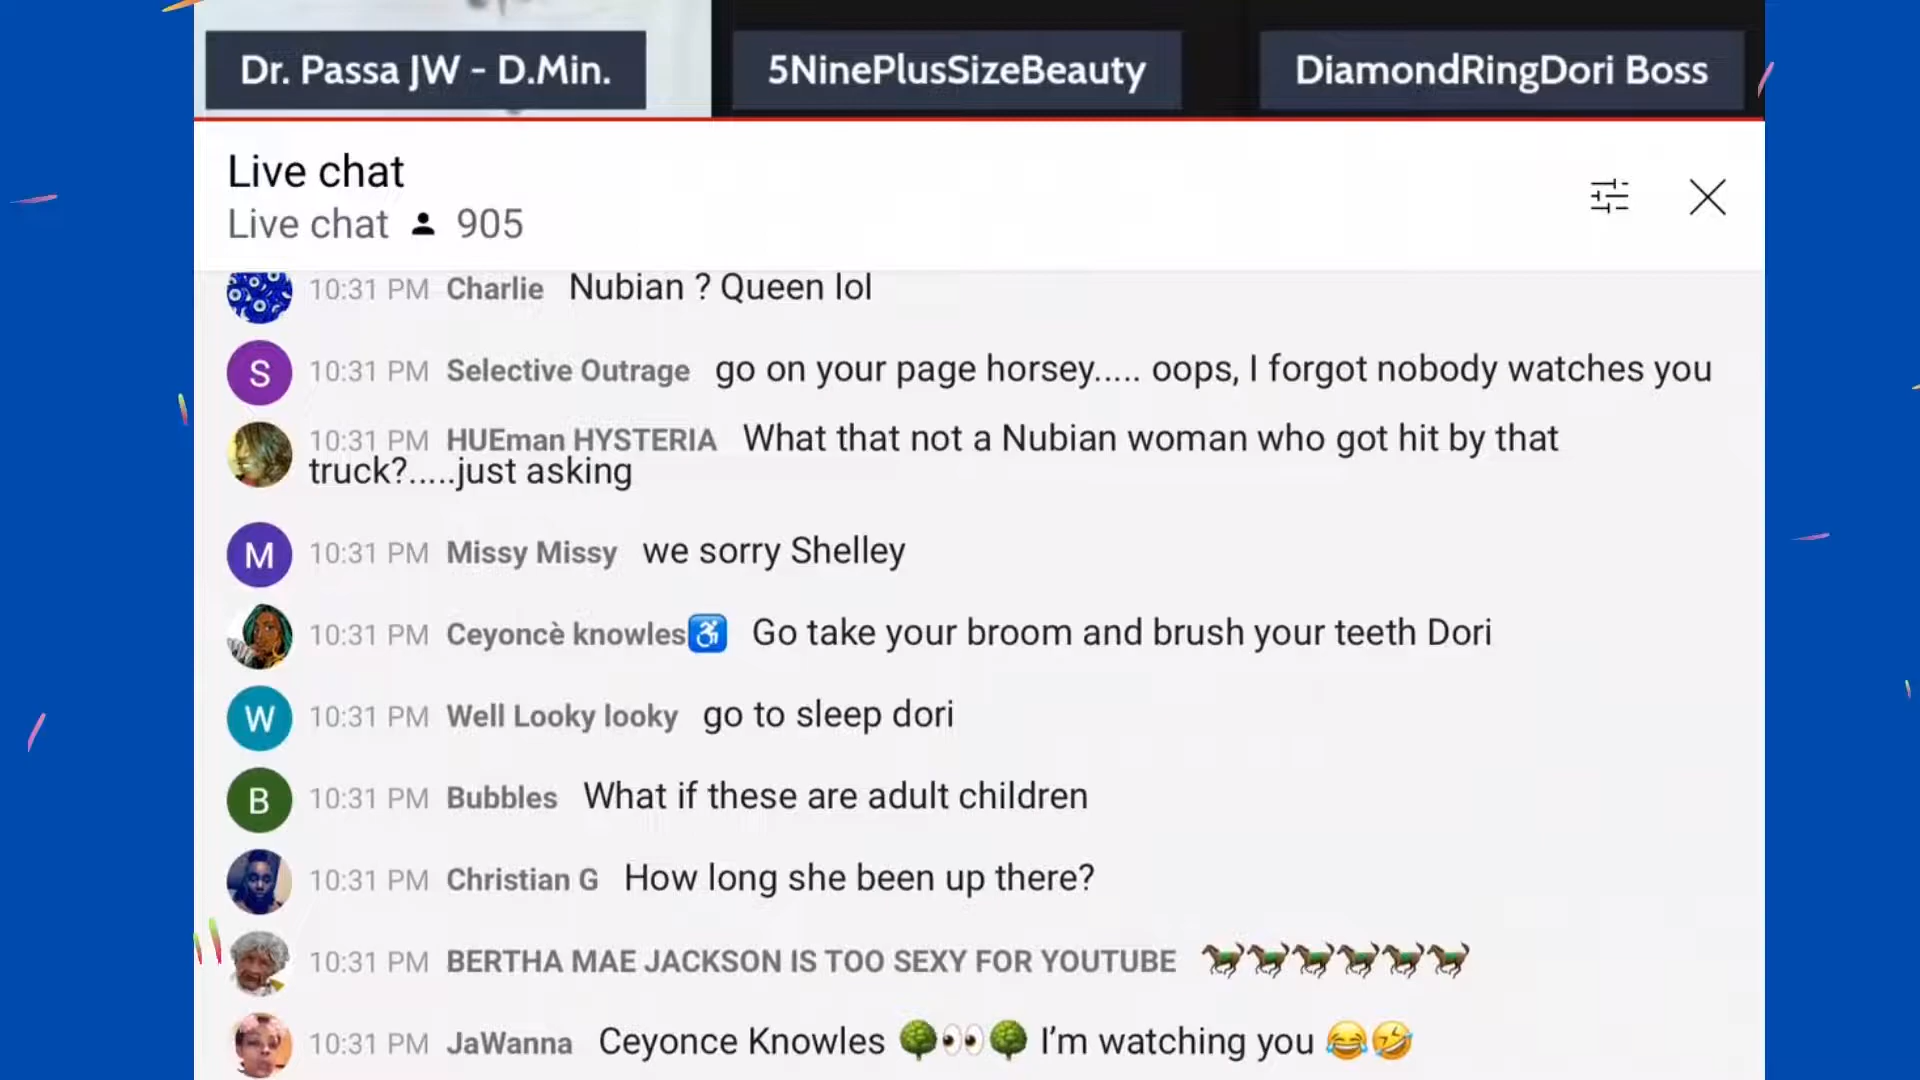 Dr. Passa JW - D.Min.
5NinePlusSizeBeauty
DiamondRingDori Boss
Live chat
Live chat 905
10:31 PM Charlie Nubian ? Queen lol
S 10:31 PM Selective Outrage go on your page horsey..... oops, I forgot nobody watches you
10:31 PM HUEman HYSTERIA What that not a Nubian woman who got hit by that
truck?.....just asking
M 10:31 PM Missy Missy we sorry Shelley
10:31 PM Ceyoncè knowles♿ Go take your broom and brush your teeth Dori
W 10:31 PM Well Looky looky go to sleep dori
B 10:31 PM Bubbles What if these are adult children
10:31 PM Christian G How long she been up there?
10:31 PM BERTHA MAE JACKSON IS TOO SEXY FOR YOUTUBE 🐎🐎🐎🐎🐎🐎
10:31 PM JaWanna Ceyonce Knowles 🌳👀🌳 I’m watching you 😂🤣